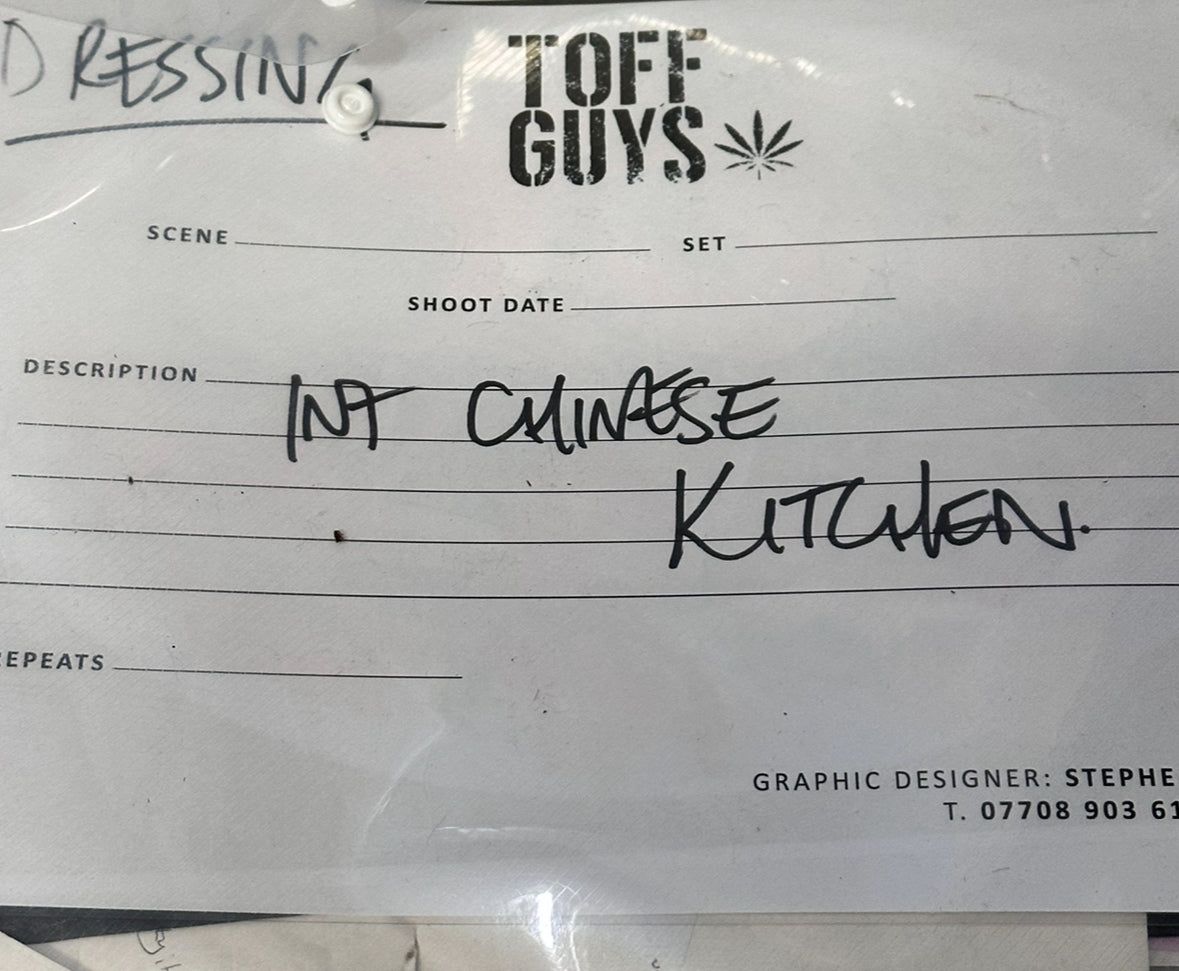 DRESSING
TOFF
GUYS
SCENE SET
SHOOT DATE
DESCRIPTION
INT CHINESE
KITCHEN.
EPEATS
GRAPHIC DESIGNER: STEPHE
T. 07708 903 61